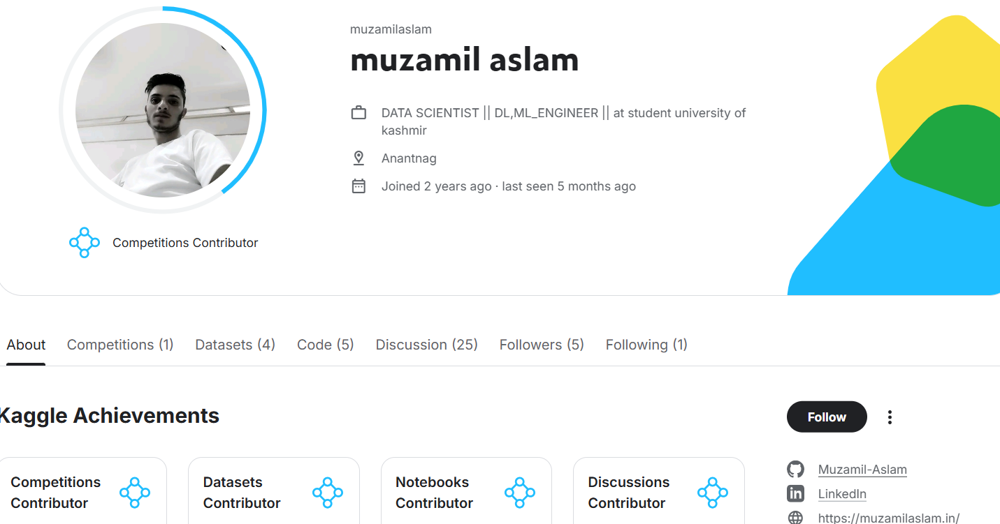 muzamilaslam
muzamil aslam
DATA SCIENTIST || DL,ML_ENGINEER || at student university of
kashmir
Anantnag
Joined 2 years ago · last seen 5 months ago
Competitions Contributor
About Competitions (1) Datasets (4) Code (5) Discussion (25) Followers (5) Following (1)
Kaggle Achievements
Follow
Competitions
Contributor
Datasets
Contributor
Notebooks
Contributor
Discussions
Contributor
Muzamil-Aslam
in LinkedIn
https://muzamilaslam.in/